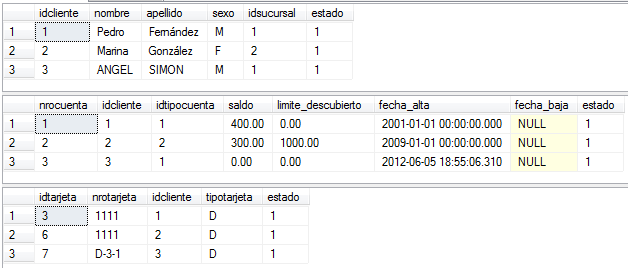 idcliente nombre apellido sexo idsucursal estado
1 1 Pedro Fernández M 1 1
2 2 Marina González F 2 1
3 3 ANGEL SIMON M 1 1
nrocuenta idcliente idtipocuenta saldo limite_descubierto fecha_alta fecha_baja estado
1 1 1 1 400.00 0.00 2001-01-01 00:00:00.000 NULL 1
2 2 2 2 300.00 1000.00 2009-01-01 00:00:00.000 NULL 1
3 3 3 1 0.00 0.00 2012-06-05 18:55:06.310 NULL 1
idtarjeta nrotarjeta idcliente tipotarjeta estado
1 3 1111 1 D 1
2 6 1111 2 D 1
3 7 D-3-1 3 D 1